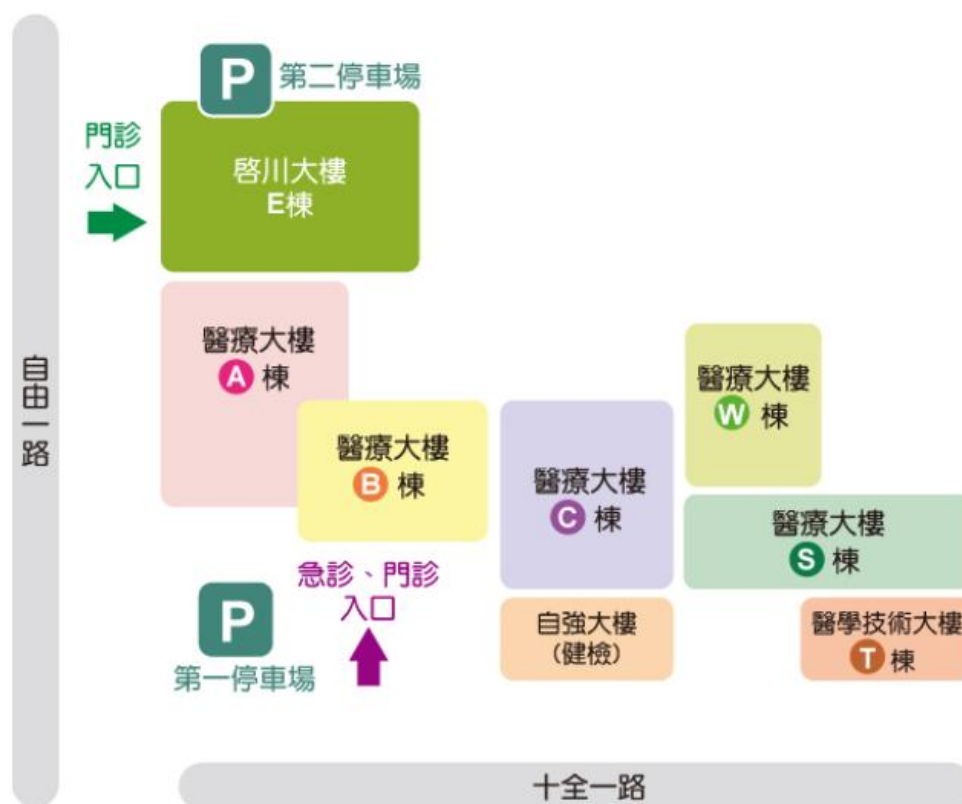 P 第二停車場
門診
入口
啓川大樓
E棟
自由一路
醫療大樓
A 棟
醫療大樓
B 棟
醫療大樓
C 棟
醫療大樓
W 棟
醫療大樓
S 棟
急診、門診
入口
P
第一停車場
自強大樓
(健檢)
醫學技術大樓
T 棟
十全一路